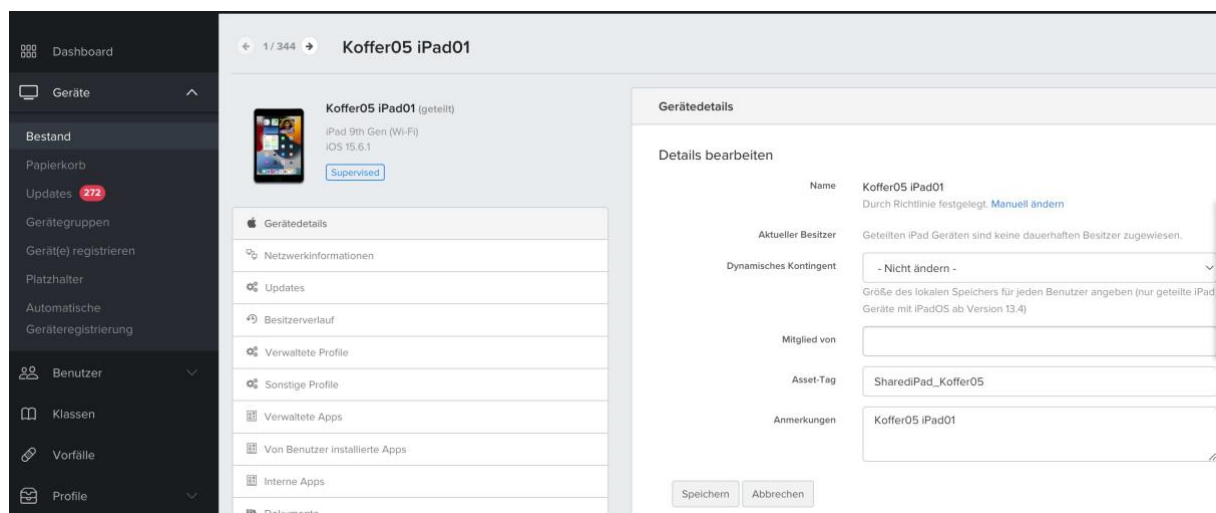 Dashboard
Geräte
Bestand
Papierkorb
Updates 272
Gerätegruppen
Gerät(e) registrieren
Platzhalter
Automatische
Geräteregistrierung
Benutzer
Klassen
Vorfälle
Profile
1 / 344 Koffer05 iPad01
Koffer05 iPad01 (geteilt)
iPad 9th Gen (Wi-Fi)
iOS 15.6.1
Supervised
Gerätedetails
Netzwerkinformationen
Updates
Besitzerverlauf
Verwaltete Profile
Sonstige Profile
Verwaltete Apps
Von Benutzer installierte Apps
Interne Apps
Dokumente
Gerätedetails
Details bearbeiten
Name Koffer05 iPad01
Durch Richtlinie festgelegt. Manuell ändern
Aktueller Besitzer Geteilten iPad Geräten sind keine dauerhaften Besitzer zugewiesen.
Dynamisches Kontingent - Nicht ändern -
Größe des lokalen Speichers für jeden Benutzer angeben (nur geteilte iPad
Geräte mit iPadOS ab Version 13.4)
Mitglied von
Asset-Tag SharediPad_Koffer05
Anmerkungen Koffer05 iPad01
Speichern Abbrechen